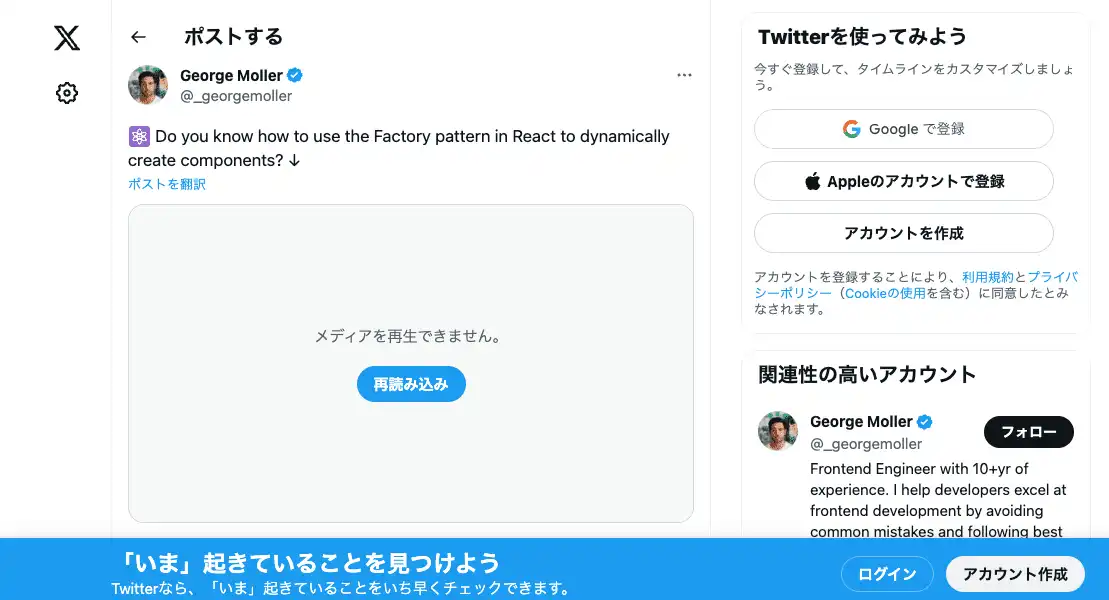 ポストする
George Moller
@_georgemoller
Do you know how to use the Factory pattern in React to dynamically
create components? ↓
ポストを翻訳
メディアを再生できません。
再読み込み
Twitterを使ってみよう
今すぐ登録して、タイムラインをカスタマイズしましょ
う。
Google で登録
Appleのアカウントで登録
アカウントを作成
アカウントを登録することにより、利用規約とプライバ
シーポリシー（Cookieの使用を含む）に同意したとみ
なされます。
関連性の高いアカウント
George Moller
@_georgemoller
フォロー
Frontend Engineer with 10+yr of
experience. I help developers excel at
frontend development by avoiding
common mistakes and following best
「いま」起きていることを見つけよう
Twitterなら、「いま」起きていることをいち早くチェックできます。
ログイン
アカウント作成